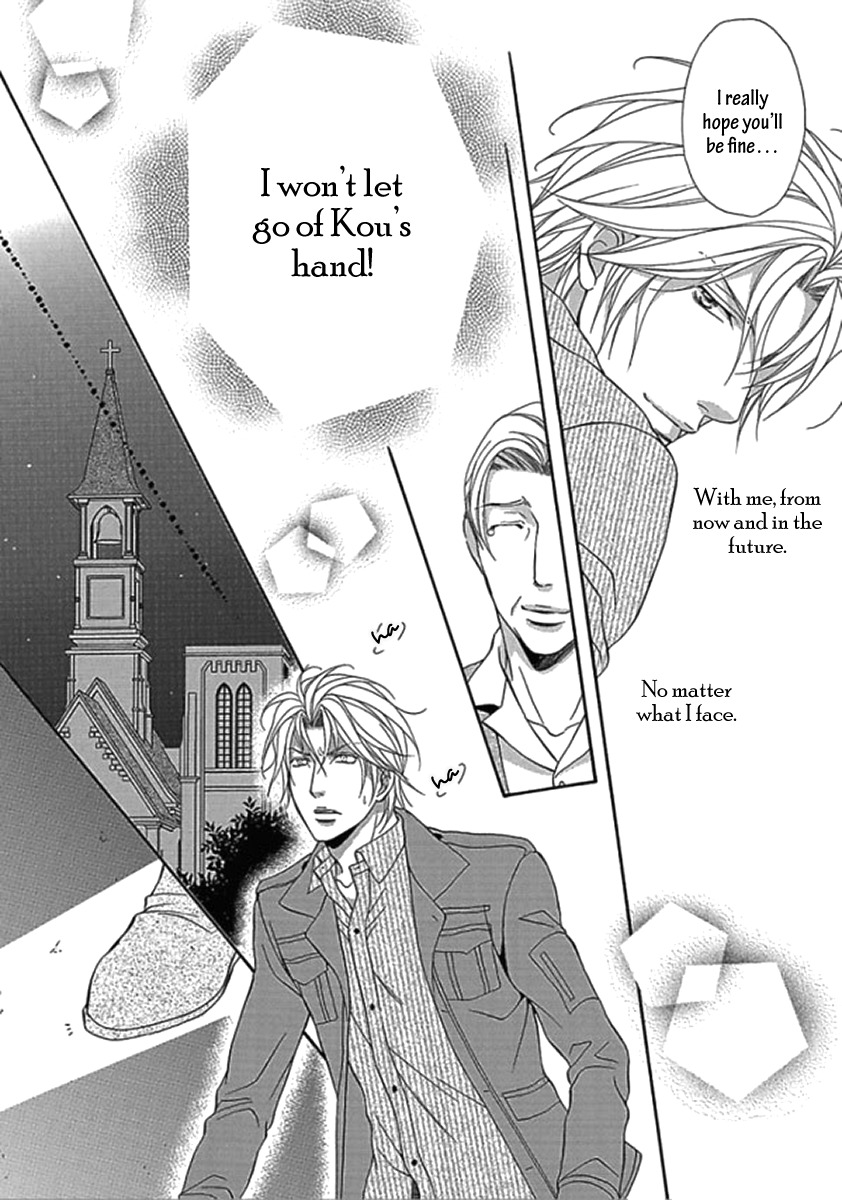 I really
hope you'll
be fine...
With me, from
now and in the
future.
No matter
what I face.
I won't let
go of Kou's
hand!
ha
ha